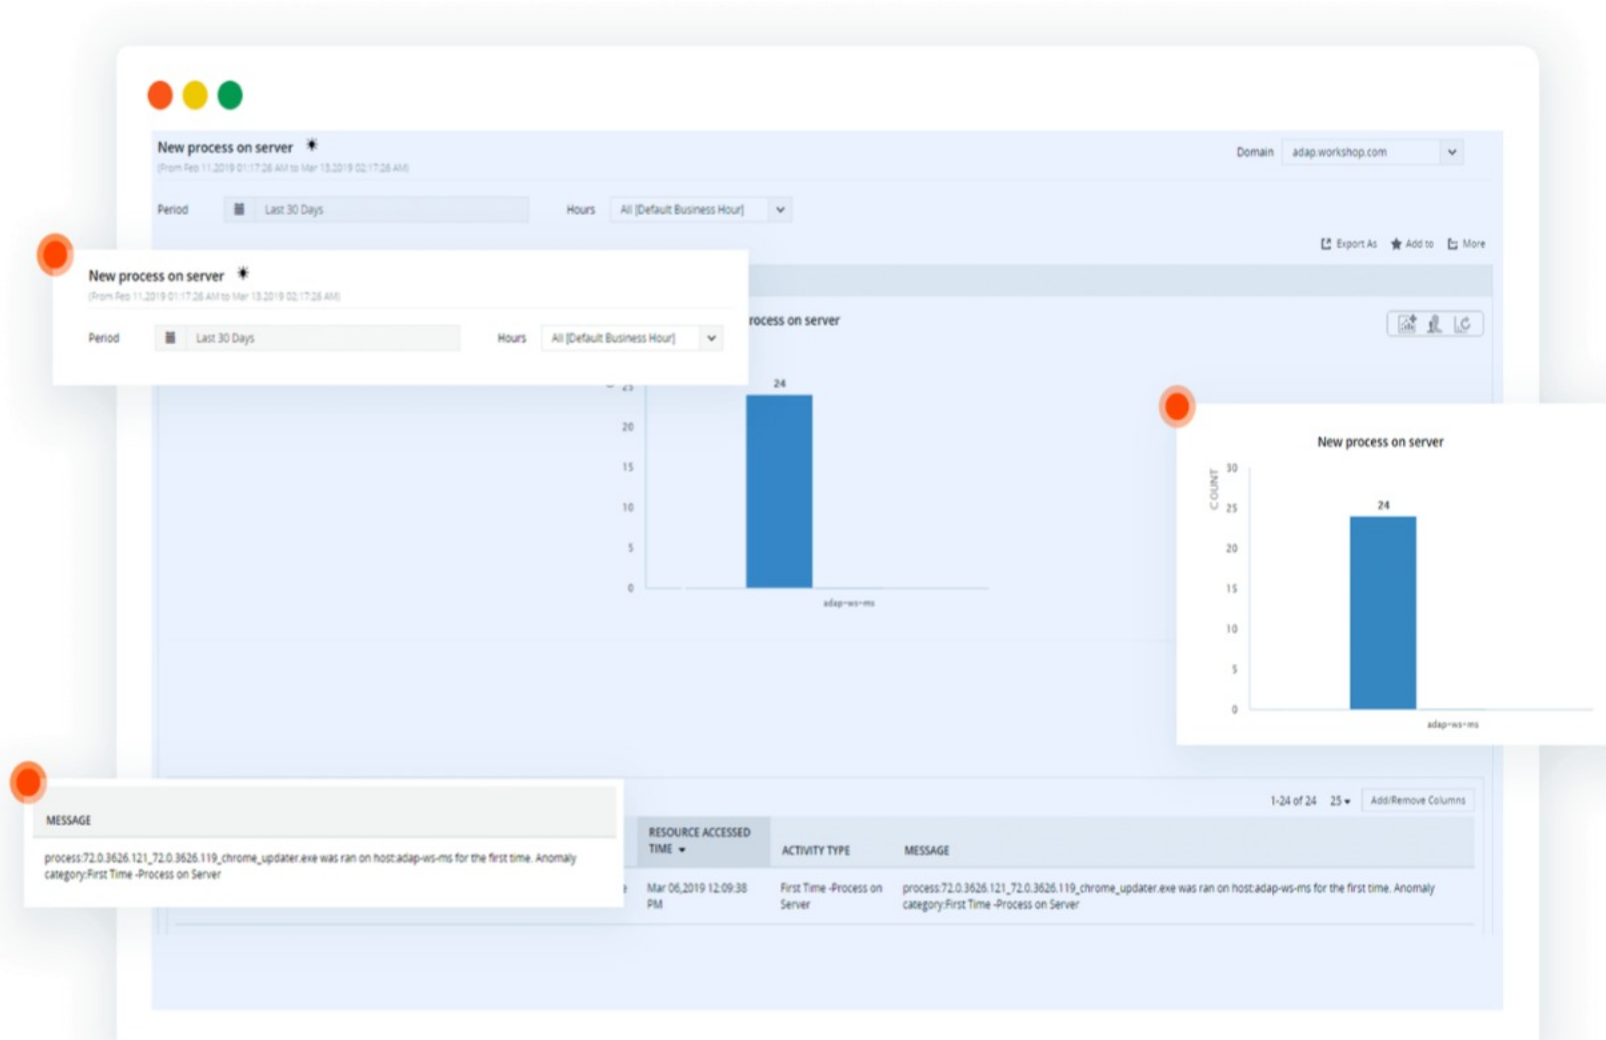 New process on server
(From Feb 11,2019 01:17:26 AM to Mar 13,2019 02:17:26 AM)
Domain adap.workshop.com
Period Last 30 Days Hours All [Default Business Hour]
Export As Add to More
New process on server
(From Feb 11,2019 01:17:26 AM to Mar 13,2019 02:17:26 AM)
Period Last 30 Days Hours All [Default Business Hour]
rocess on server
25
20
15
10
5
0
24
adap-ws-ms
New process on server
COUNT
30
25
20
15
10
5
0
24
adap-ws-ms
1-24 of 24 25 Add/Remove Columns
MESSAGE
process:72.0.3626.121_72.0.3626.119_chrome_updater.exe was ran on host:adap-ws-ms for the first time. Anomaly
category:First Time -Process on Server
RESOURCE ACCESSED
TIME
ACTIVITY TYPE
MESSAGE
e
Mar 06,2019 12:09:38
PM
First Time -Process on
Server
process:72.0.3626.121_72.0.3626.119_chrome_updater.exe was ran on host:adap-ws-ms for the first time. Anomaly
category:First Time -Process on Server